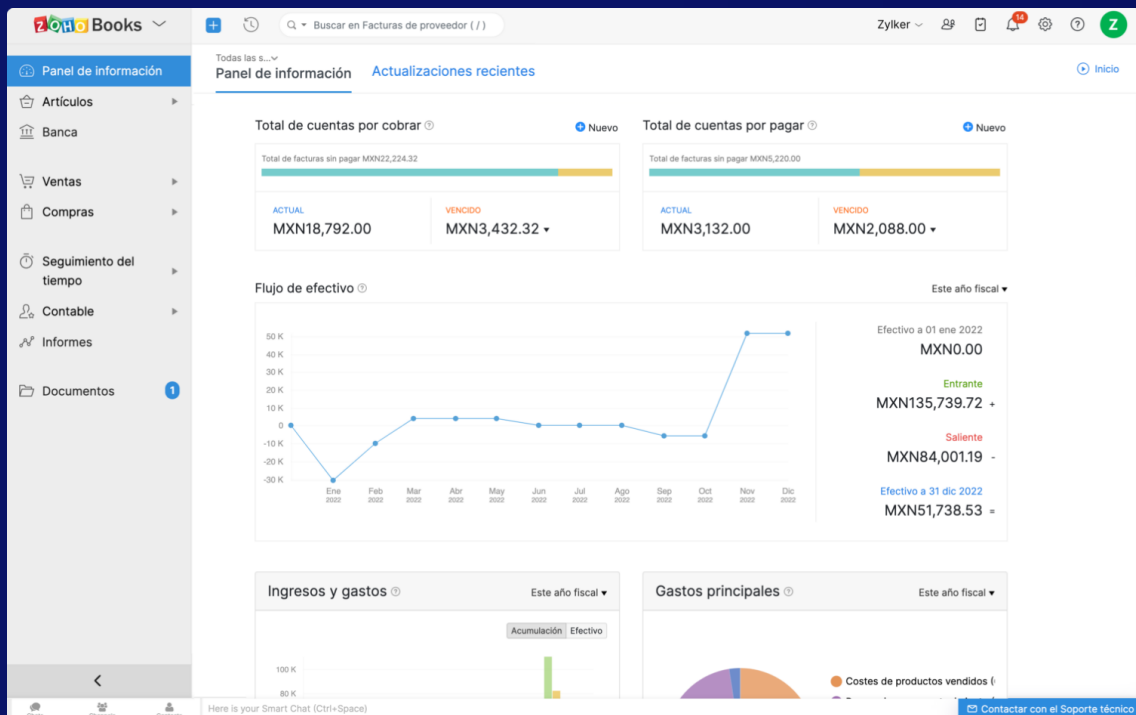 ZOHO Books
Buscar en Facturas de proveedor ( / )
Zylker
14
Z
Panel de información
Artículos
Banca
Ventas
Compras
Seguimiento del
tiempo
Contable
Informes
Documentos
1
Todas las s...
Panel de información
Actualizaciones recientes
Inicio
Total de cuentas por cobrar
Nuevo
Total de facturas sin pagar MXN22,224.32
ACTUAL
MXN18,792.00
VENCIDO
MXN3,432.32
Total de cuentas por pagar
Nuevo
Total de facturas sin pagar MXN5,220.00
ACTUAL
MXN3,132.00
VENCIDO
MXN2,088.00
Flujo de efectivo
Este año fiscal
50 K
40 K
30 K
20 K
10 K
0
-10 K
-20 K
-30 K
Ene Feb Mar Abr May Jun Jul Ago Sep Oct Nov Dic
2022 2022 2022 2022 2022 2022 2022 2022 2022 2022 2022 2022
Efectivo a 01 ene 2022
MXN0.00
Entrante
MXN135,739.72 +
Saliente
MXN84,001.19 -
Efectivo a 31 dic 2022
MXN51,738.53 =
Ingresos y gastos
Este año fiscal
Acumulación Efectivo
100 K
80 K
Gastos principales
Este año fiscal
Costes de productos vendidos (
Here is your Smart Chat (Ctrl+Space)
Contactar con el Soporte técnico